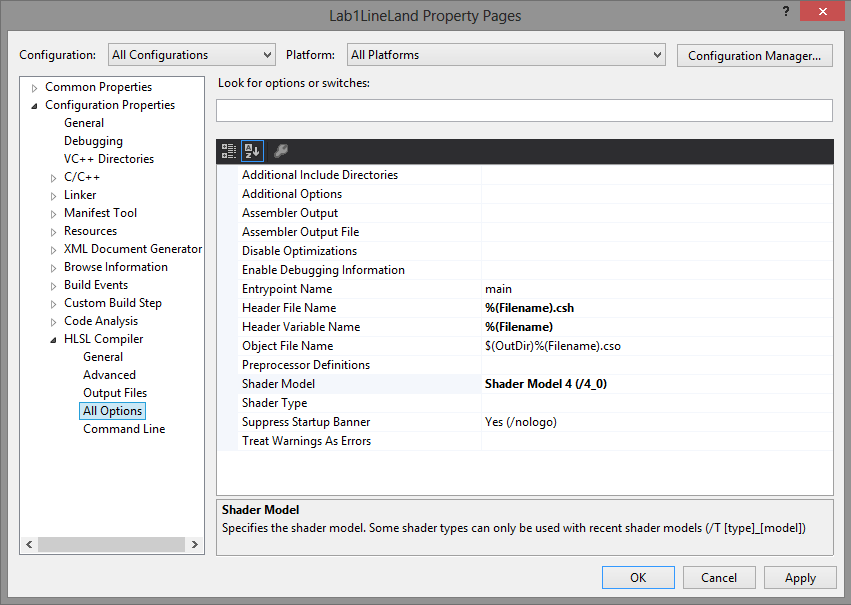 Lab1LineLand Property Pages
?
Configuration: All Configurations Platform: All Platforms Configuration Manager...
Common Properties
Configuration Properties
General
Debugging
VC++ Directories
C/C++
Linker
Manifest Tool
Resources
XML Document Generator
Browse Information
Build Events
Custom Build Step
Code Analysis
HLSL Compiler
General
Advanced
Output Files
All Options
Command Line
Look for options or switches:
Additional Include Directories
Additional Options
Assembler Output
Assembler Output File
Disable Optimizations
Enable Debugging Information
Entrypoint Name main
Header File Name %(Filename).csh
Header Variable Name %(Filename)
Object File Name $(OutDir)%(Filename).cso
Preprocessor Definitions
Shader Model Shader Model 4 (/4_0)
Shader Type
Suppress Startup Banner Yes (/nologo)
Treat Warnings As Errors
Shader Model
Specifies the shader model. Some shader types can only be used with recent shader models (/T [type]_[model])
OK Cancel Apply